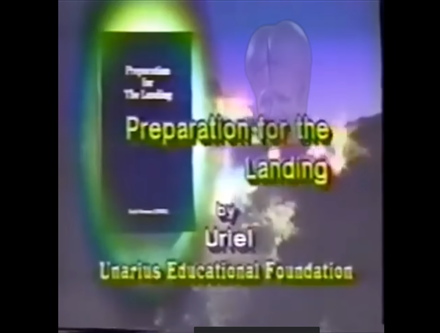 Preparation
for
The Landing
Preparation for the
Landing
by
Uriel
Unarius Educational Foundation